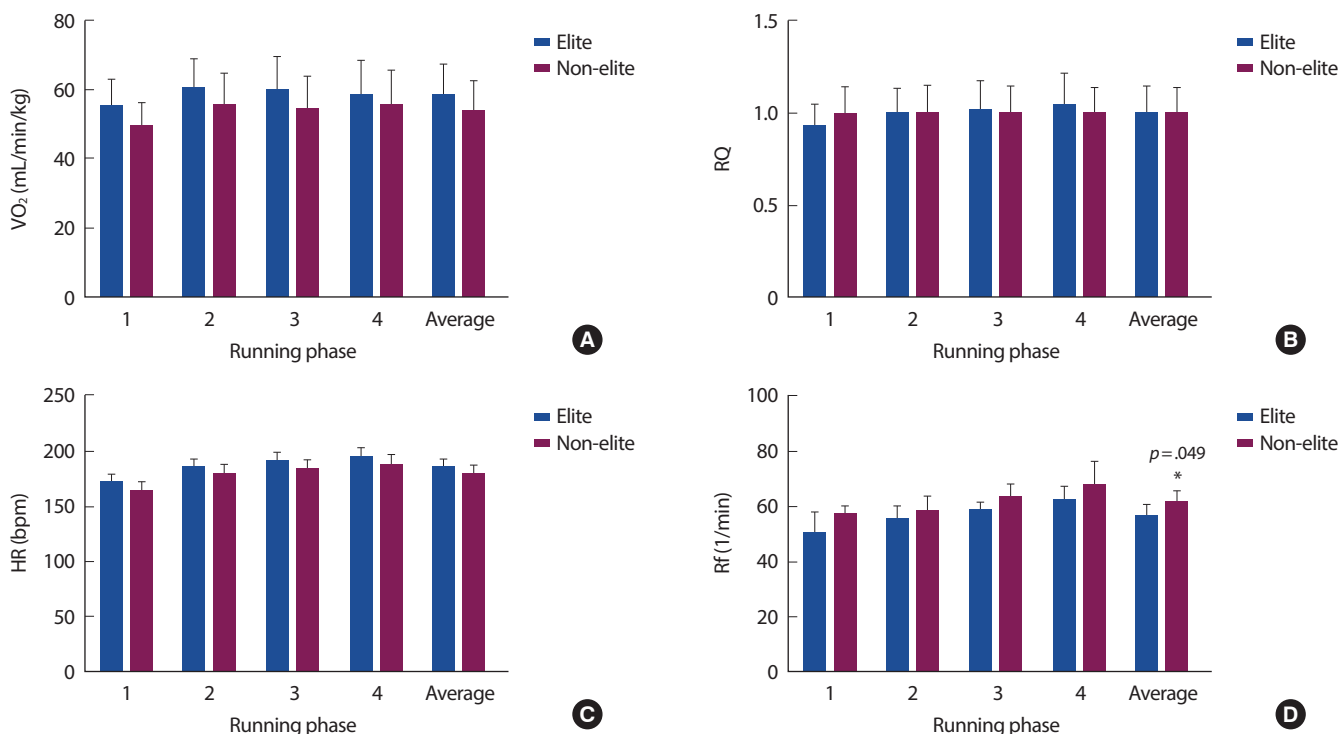 80
60
40
20
0
VO₂ (mL/min/kg)
1 2 3 4 Average
Running phase
Elite
Non-elite
A
1.5
1.0
0.5
0
RQ
1 2 3 4 Average
Running phase
Elite
Non-elite
B
250
200
150
100
50
0
HR (bpm)
1 2 3 4 Average
Running phase
Elite
Non-elite
C
100
80
60
40
20
0
Rf (1/min)
p=.049
*
1 2 3 4 Average
Running phase
Elite
Non-elite
D